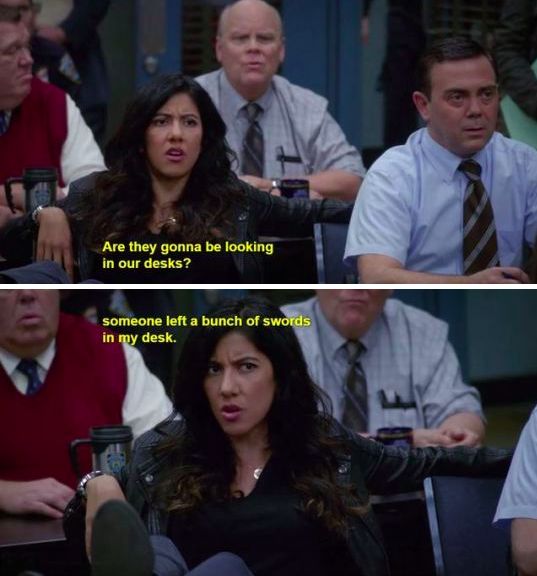 Are they gonna be looking
in our desks?
someone left a bunch of swords
in my desk.